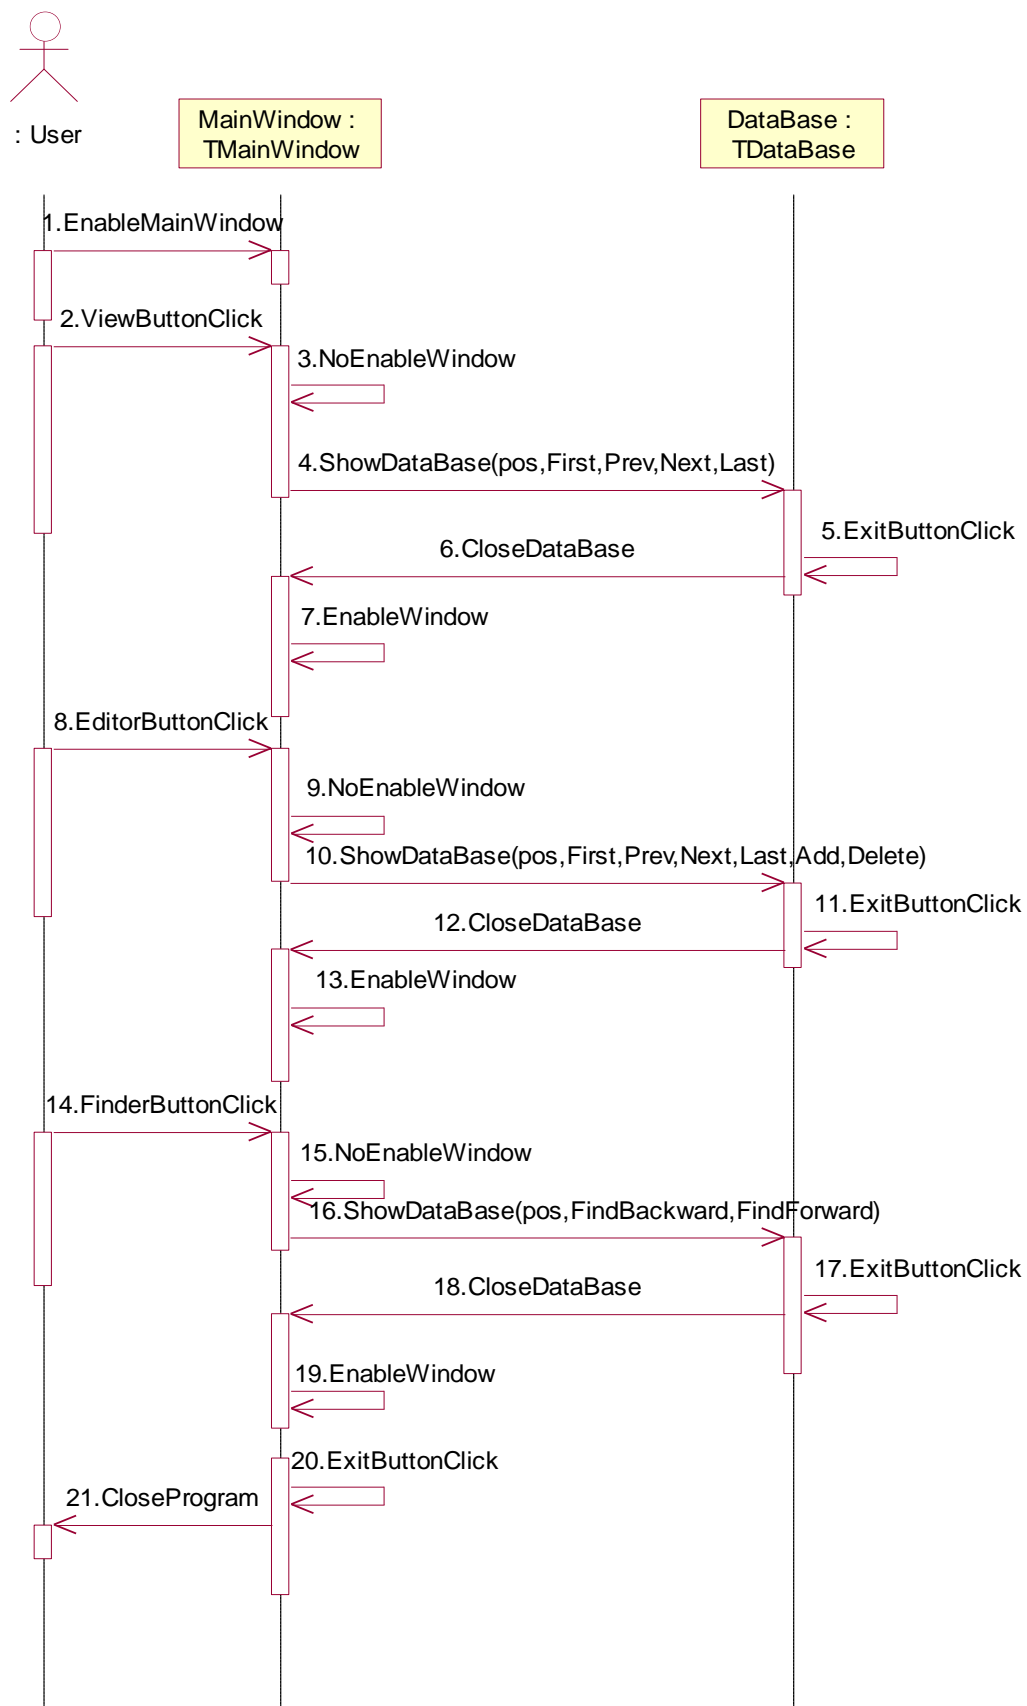 : User
MainWindow :
TMainWindow
DataBase :
TDataBase
1.EnableMainWindow
2.ViewButtonClick
3.NoEnableWindow
4.ShowDataBase(pos,First,Prev,Next,Last)
5.ExitButtonClick
6.CloseDataBase
7.EnableWindow
8.EditorButtonClick
9.NoEnableWindow
10.ShowDataBase(pos,First,Prev,Next,Last,Add,Delete)
11.ExitButtonClick
12.CloseDataBase
13.EnableWindow
14.FinderButtonClick
15.NoEnableWindow
16.ShowDataBase(pos,FindBackward,FindForward)
17.ExitButtonClick
18.CloseDataBase
19.EnableWindow
20.ExitButtonClick
21.CloseProgram